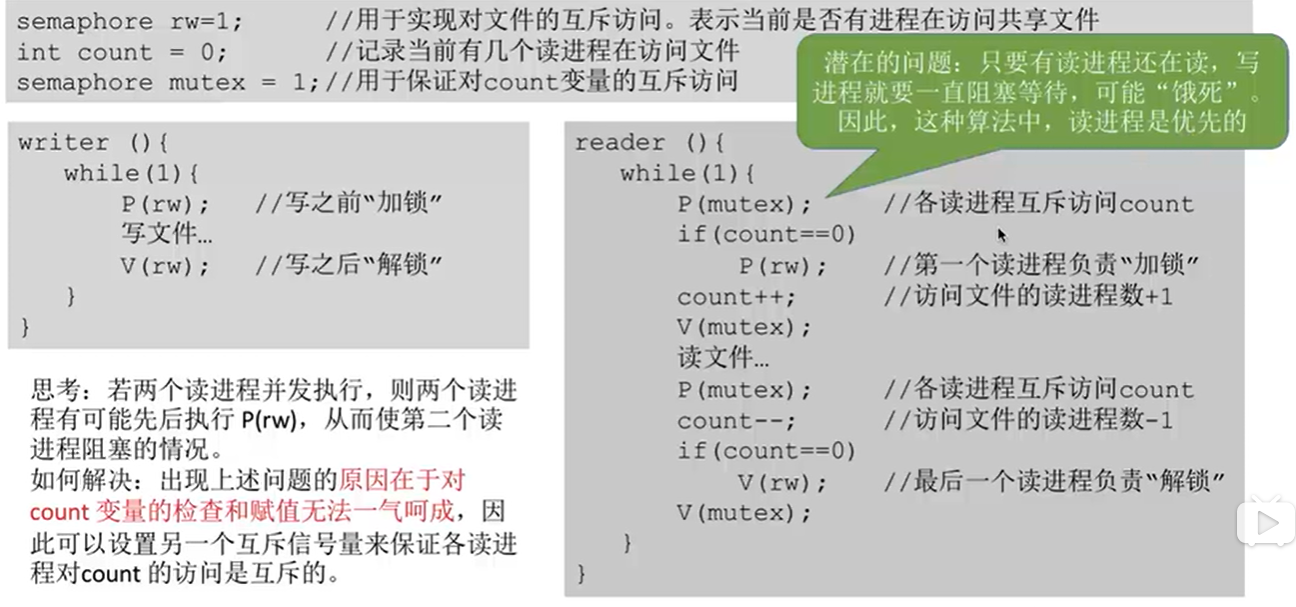 semaphore rw=1;　　//用于实现对文件的互斥访问。表示当前是否有进程在访问共享文件
int count = 0;　　//记录当前有几个读进程在访问文件
semaphore mutex = 1;//用于保证对count变量的互斥访问
潜在的问题：只要有读进程还在读，写
进程就要一直阻塞等待，可能“饿死”。
因此，这种算法中，读进程是优先的
writer (){
while(1){
P(rw);　　//写之前“加锁”
写文件…
V(rw);　　//写之后“解锁”
}
}
思考：若两个读进程并发执行，则两个读进
程有可能先后执行 P(rw)，从而使第二个读
进程阻塞的情况。
如何解决：出现上述问题的原因在于对
count 变量的检查和赋值无法一气呵成，因
此可以设置另一个互斥信号量来保证各读进
程对count 的访问是互斥的。
reader (){
while(1){
P(mutex);　　//各读进程互斥访问count
if(count==0)
P(rw);　　//第一个读进程负责“加锁”
count++;　　//访问文件的读进程数+1
V(mutex);
读文件…
P(mutex);　　//各读进程互斥访问count
count--;　　//访问文件的读进程数-1
if(count==0)
V(rw);　　//最后一个读进程负责“解锁”
V(mutex);
}
}